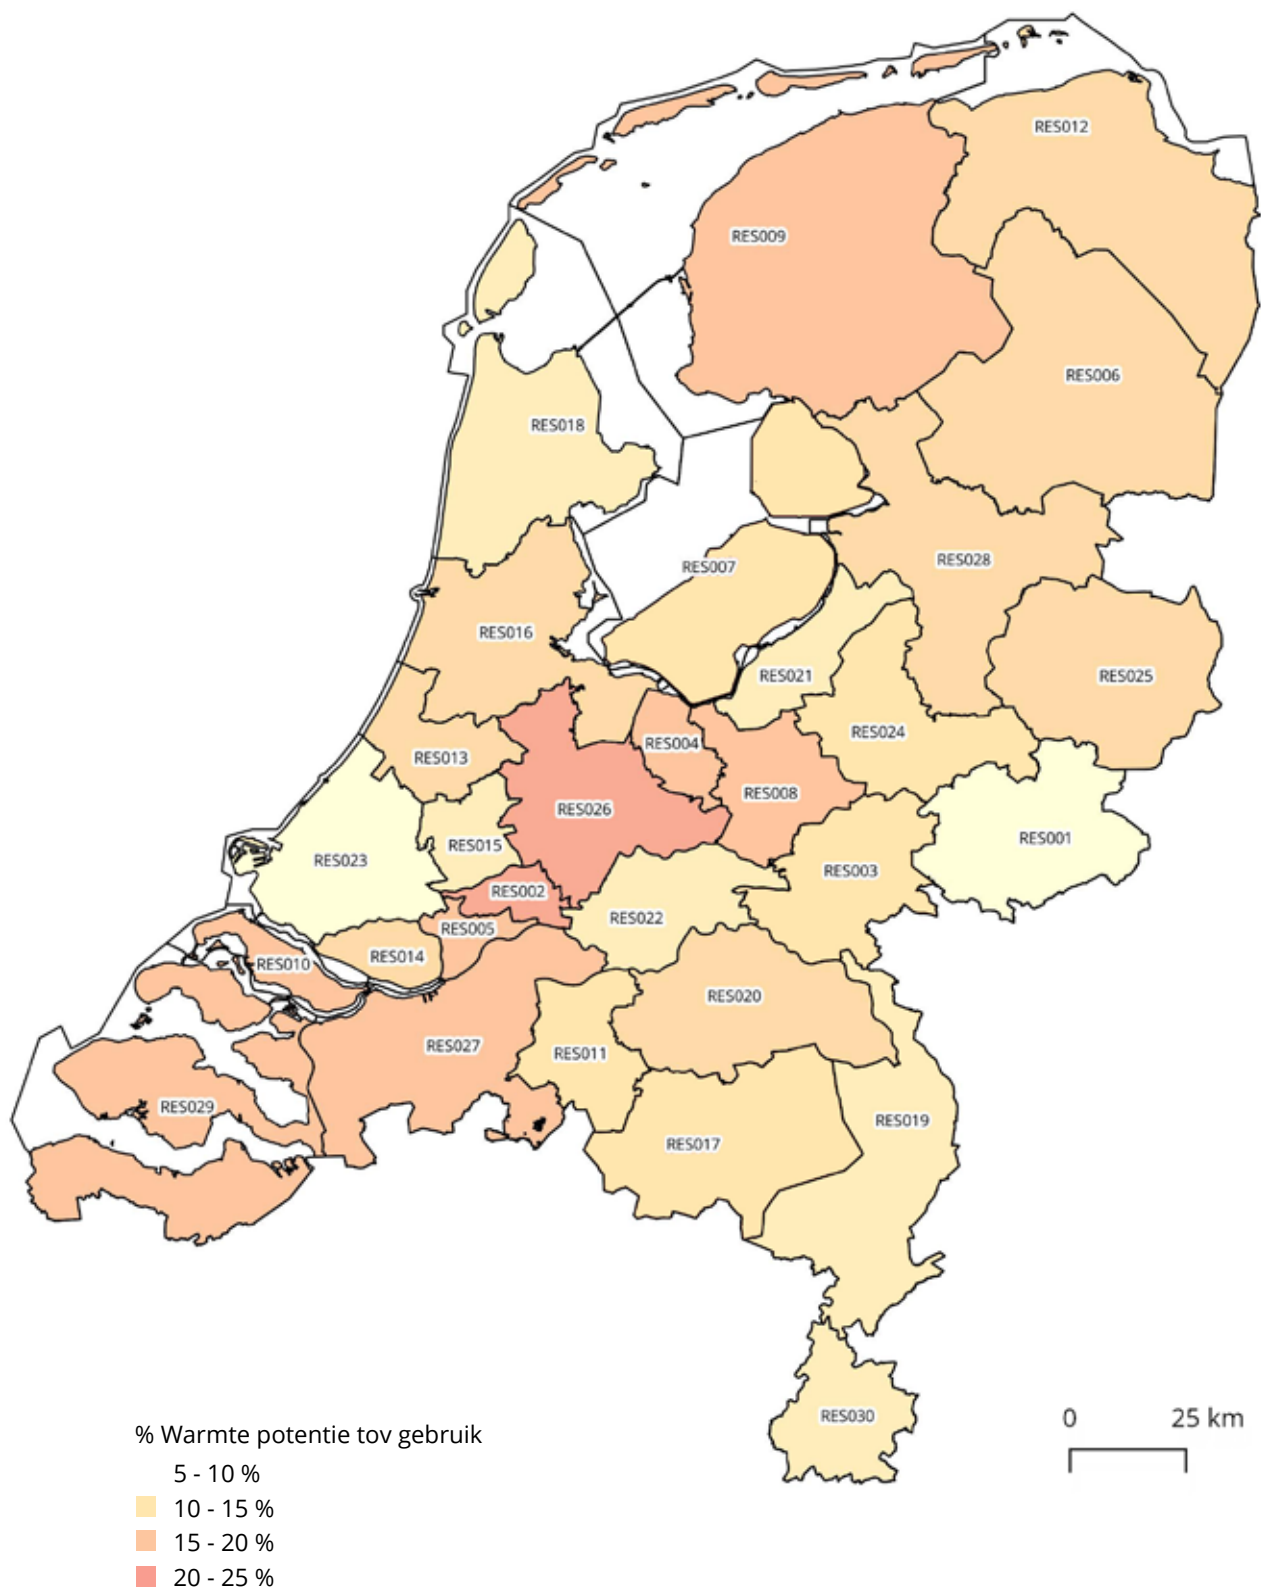 RES012
RES009
RES006
RES018
RES028
RES007
RES016
RES021
RES025
RES024
RES004
RES013
RES008
RES026
RES001
RES015
RES023
RES003
RES002
RES022
RES005
RES014
RES010
RES020
RES027
RES011
RES029
RES019
RES017
RES030
0 25 km
% Warmte potentie tov gebruik
5 - 10 %
10 - 15 %
15 - 20 %
20 - 25 %